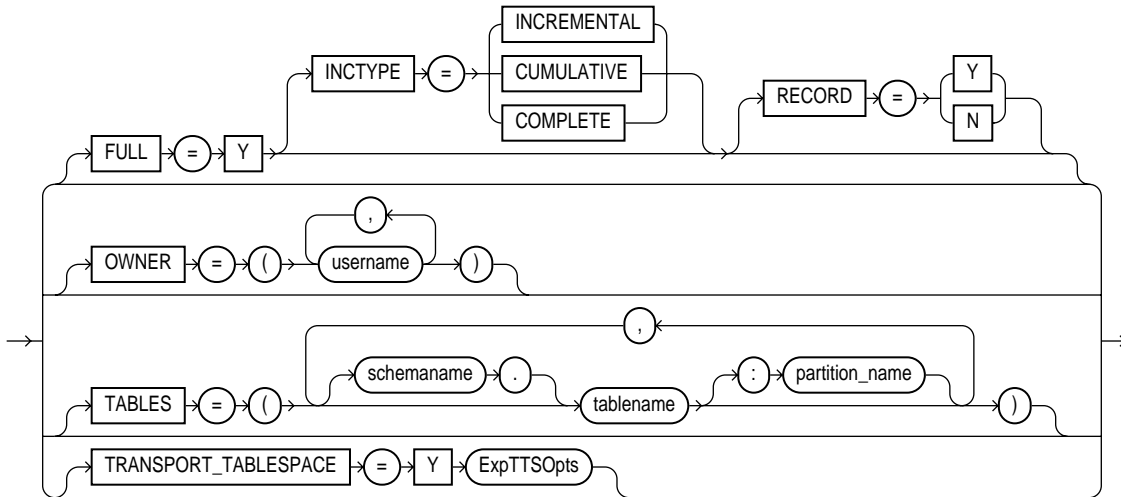 INCREMENTAL
INCTYPE = CUMULATIVE Y
RECORD =
COMPLETE N
FULL = Y
,
OWNER = ( username )
,
schemaname . : partition_name
TABLES = ( tablename )
TRANSPORT_TABLESPACE = Y ExpTTSOpts